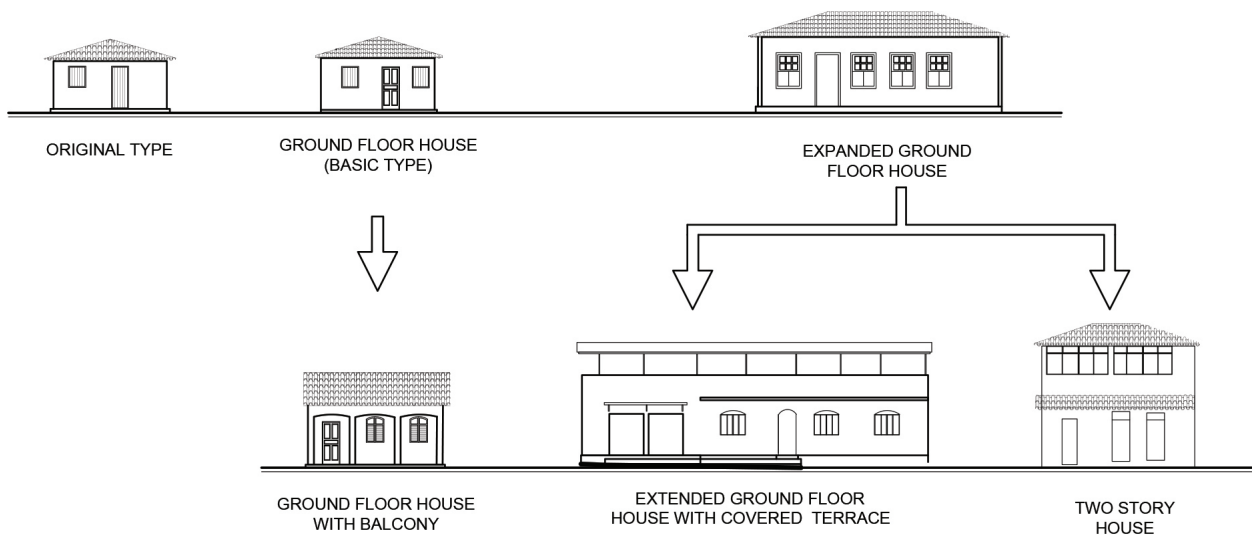 ORIGINAL TYPE
GROUND FLOOR HOUSE
(BASIC TYPE)
EXPANDED GROUND
FLOOR HOUSE
GROUND FLOOR HOUSE
WITH BALCONY
EXTENDED GROUND FLOOR
HOUSE WITH COVERED TERRACE
TWO STORY
HOUSE